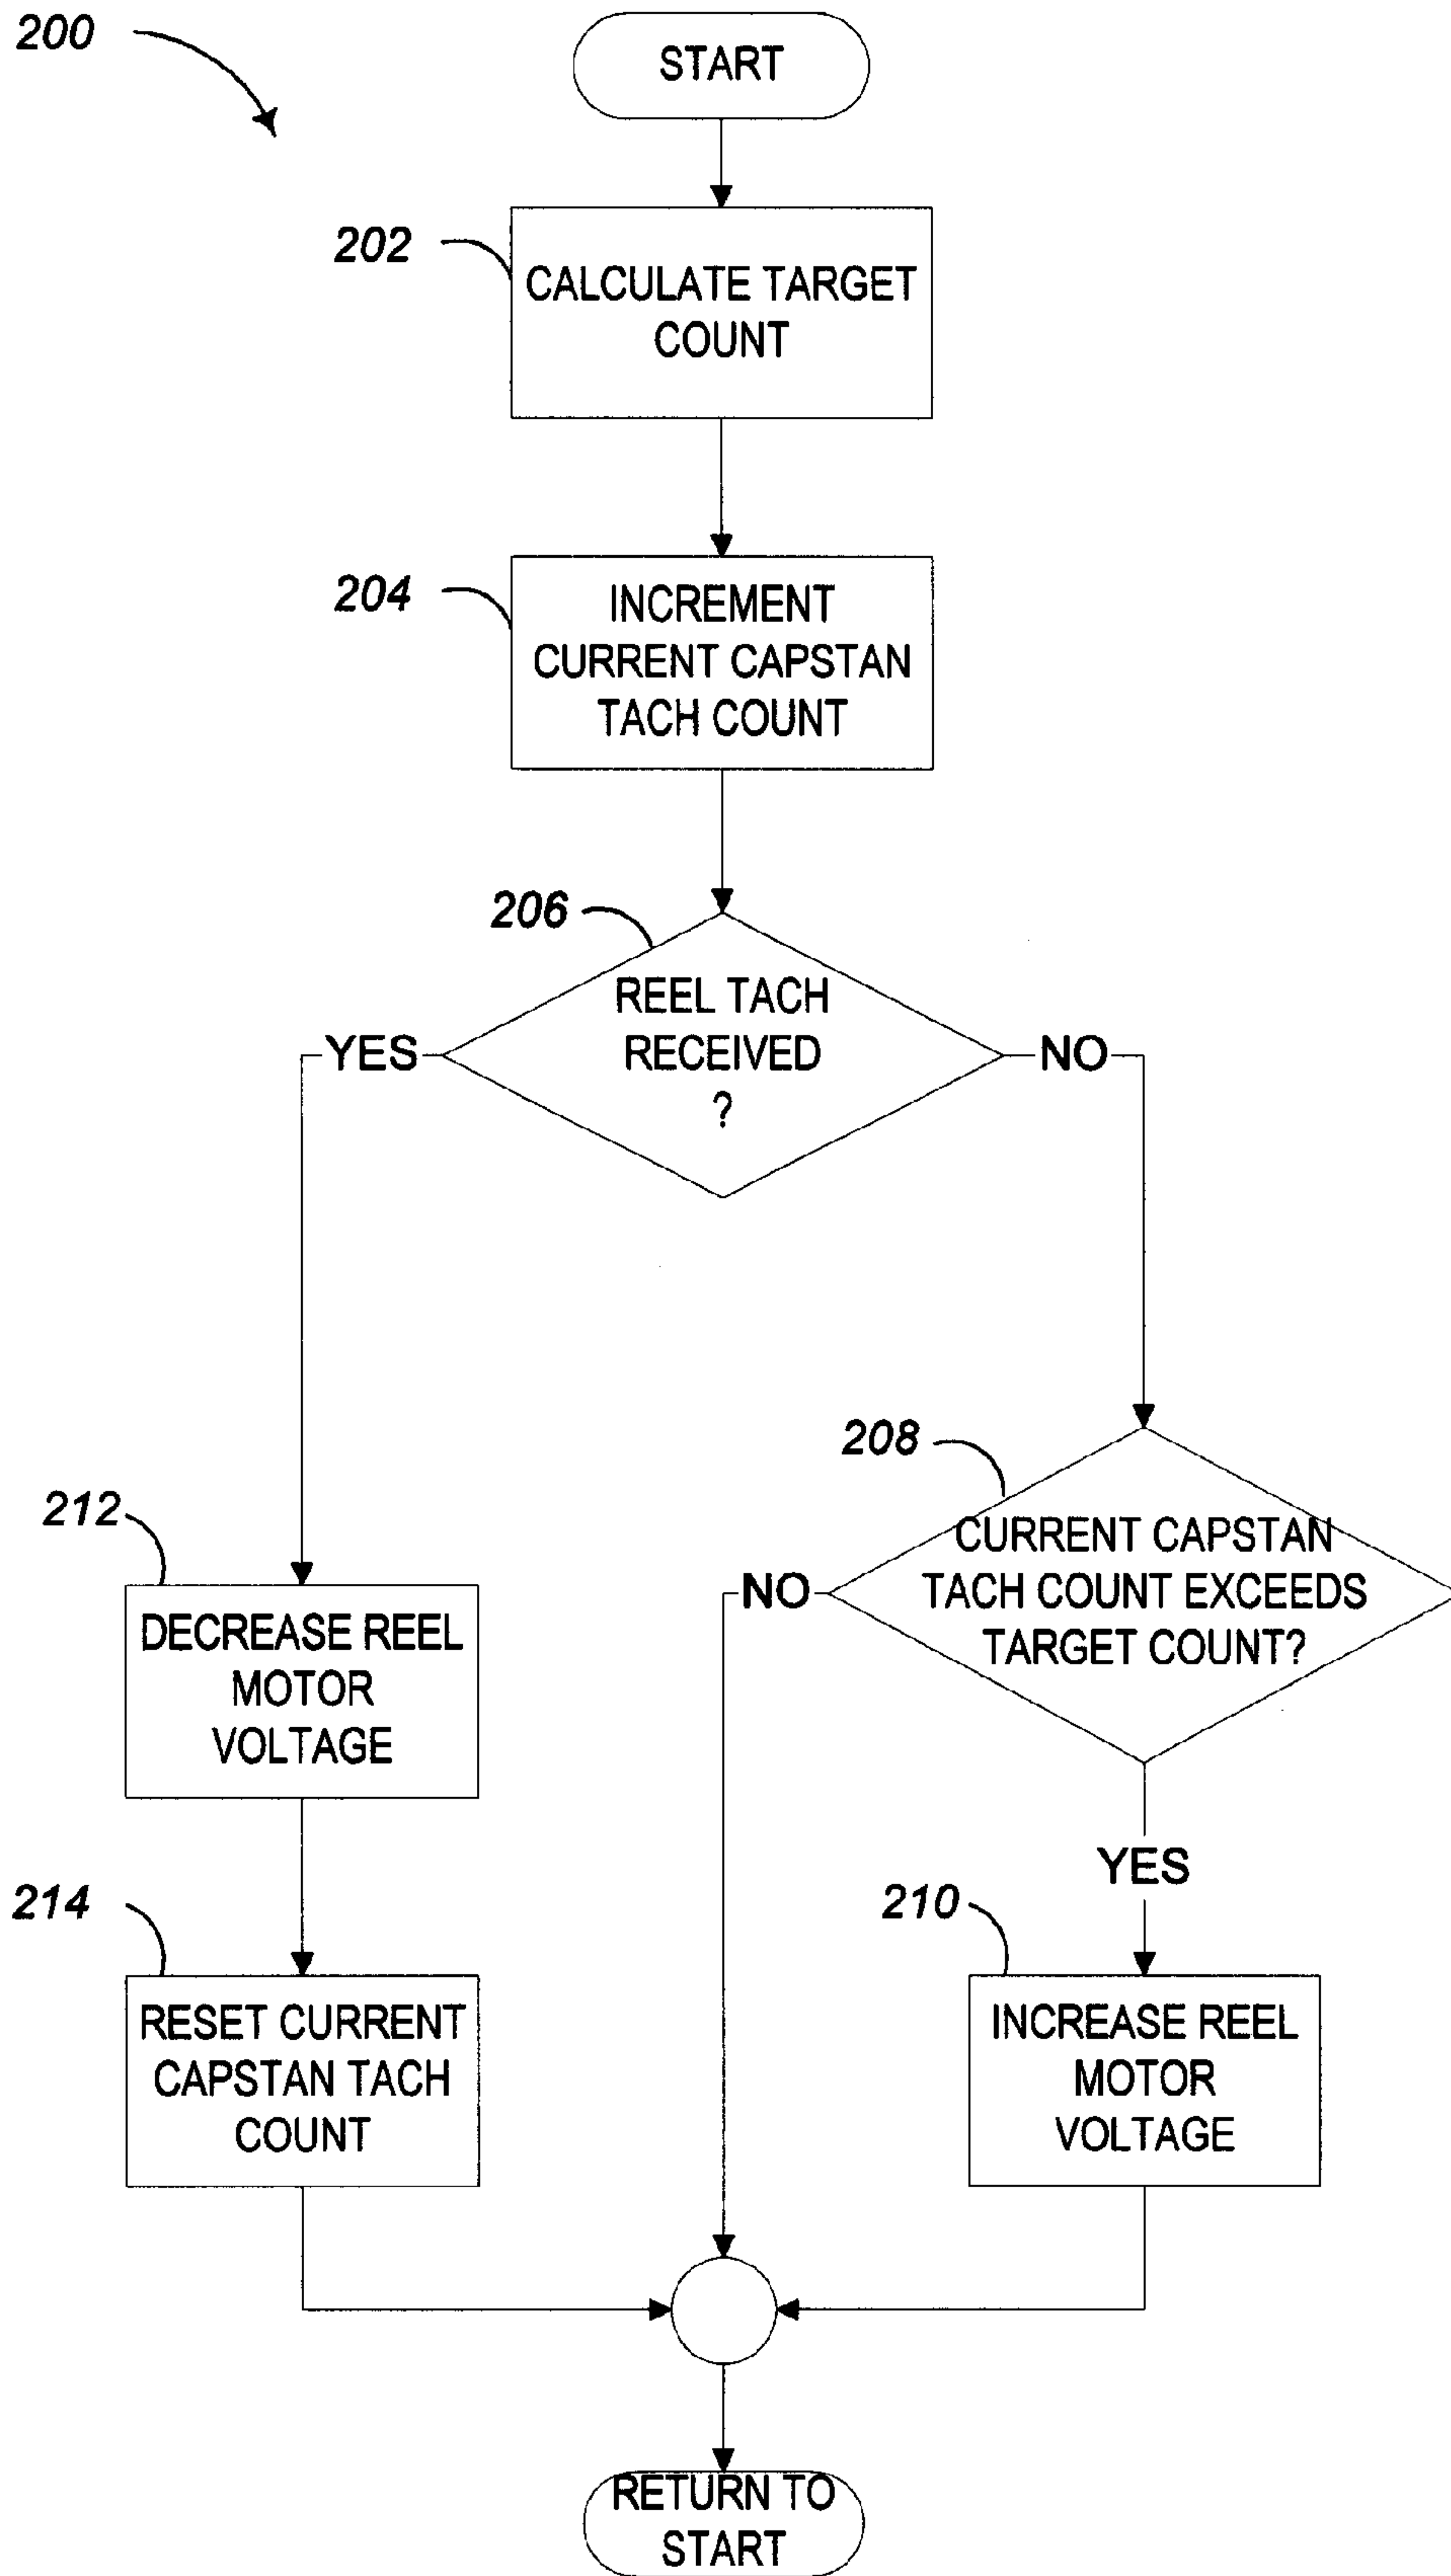 200
START
202
CALCULATE TARGET
COUNT
204
INCREMENT
CURRENT CAPSTAN
TACH COUNT
206
REEL TACH
RECEIVED
?
YES
NO
208
CURRENT CAPSTAN
TACH COUNT EXCEEDS
TARGET COUNT?
NO
YES
212
DECREASE REEL
MOTOR
VOLTAGE
214
RESET CURRENT
CAPSTAN TACH
COUNT
210
INCREASE REEL
MOTOR
VOLTAGE
RETURN TO
START